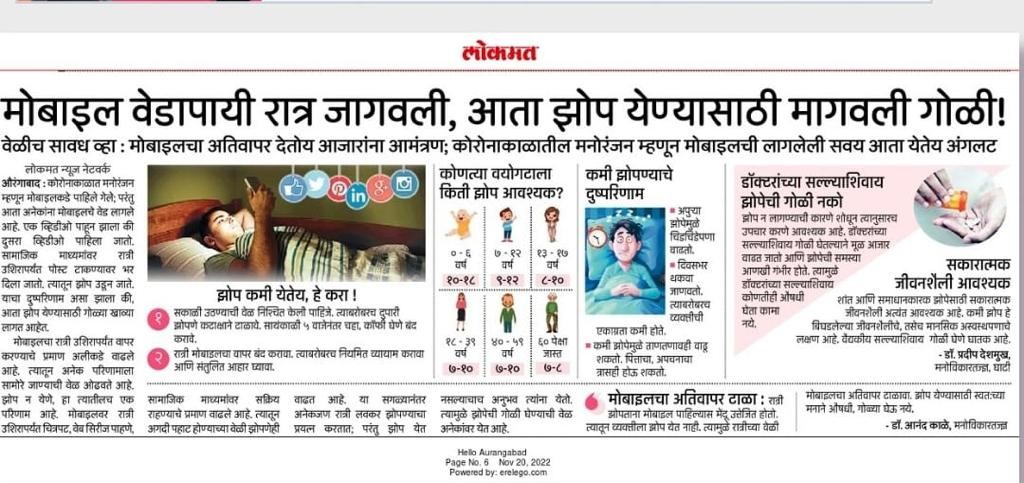 लोकमत
मोबाइल वेडापायी रात्र जागवली, आता झोप येण्यासाठी मागवली गोळी!
वेळीच सावध व्हा : मोबाइलचा अतिवापर देतोय आजारांना आमंत्रण; कोरोनाकाळातील मनोरंजन म्हणून मोबाइलची लागलेली सवय आता येतेय अंगलट
लोकमत न्यूज नेटवर्क
औरंगाबाद : कोरोनाकाळात मनोरंजन
म्हणून मोबाइलकडे पाहिले गेले; परंतु
आता अनेकांना मोबाइलचे वेड लागले
आहे. एक व्हिडीओ पाहून झाला की
दुसरा व्हिडीओ पाहिला जातो.
सामाजिक माध्यमांवर रात्री
उशिरापर्यंत पोस्ट टाकण्यावर भर
दिला जातो. त्यातून झोप उडून जाते.
याचा दुष्परिणाम असा झाला की,
आता झोप येण्यासाठी गोळ्या खाव्या
लागत आहेत.
मोबाइलचा रात्री उशिरापर्यंत वापर
करण्याचे प्रमाण अलीकडे वाढले
आहे. त्यातून अनेक परिणामाला
सामोरे जाण्याची वेळ ओढवते आहे.
झोप न येणे, हा त्यातीलच एक
परिणाम आहे. मोबाइलवर रात्री
उशिरापर्यंत चित्रपट, वेब सिरीज पाहणे,
झोप कमी येतेय, हे करा !
१ सकाळी उठण्याची वेळ निश्चित केली पाहिजे. त्याबरोबरच दुपारी
झोपणे कटाक्षाने टाळावे. सायंकाळी ५ वाजेनंतर चहा, कॉफी घेणे बंद
करावे.
२ रात्री मोबाइलचा वापर बंद करावा. त्याबरोबरच नियमित व्यायाम करावा
आणि संतुलित आहार घ्यावा.
सामाजिक माध्यमांवर सक्रिय
राहण्याचे प्रमाण वाढले आहे. त्यातून
अगदी पहाट होण्याच्या वेळी झोपणेही
वाढत आहे. या सगळ्यानंतर
अनेकजण रात्री लवकर झोपण्याचा
प्रयत्न करतात; परंतु झोप येत
नसल्याचाच अनुभव त्यांना येतो.
त्यामुळे झोपेची गोळी घेण्याची वेळ
अनेकांवर येत आहे.
कोणत्या वयोगटाला
किती झोप आवश्यक?
० - ६
वर्ष
१०-१८
७ - १२
वर्ष
९-१२
१३ - १७
वर्ष
८-१०
१८ - ३९
वर्ष
७-१०
४० - ५९
वर्ष
७-१०
६० पेक्षा
जास्त
७-८
कमी झोपण्याचे
दुष्परिणाम
अपुऱ्या
झोपेमुळे
चिडचिडेपणा
वाढतो.
दिवसभर
थकवा
जाणवतो.
त्याबरोबरच
व्यक्तीची
एकाग्रता कमी होते.
कमी झोपेमुळे ताणतणावही वाढू
शकतो. पित्ताचा, अपचनाचा
त्रासही होऊ शकतो.
डॉक्टरांच्या सल्ल्याशिवाय
झोपेची गोळी नको
झोप न लागण्याची कारणे शोधून त्यानुसारच
उपचार करणे आवश्यक आहे. डॉक्टरांच्या
सल्ल्याशिवाय गोळी घेतल्याने मूळ आजार
वाढत जातो आणि झोपेची समस्या
आणखी गंभीर होते. त्यामुळे
डॉक्टरांच्या सल्ल्याशिवाय
कोणतीही औषधी
घेता कामा
नये.
सकारात्मक
जीवनशैली आवश्यक
शांत आणि समाधानकारक झोपेसाठी सकारात्मक
जीवनशैली अत्यंत आवश्यक आहे. कमी झोप हे
बिघडलेल्या जीवनशैलीचे, तसेच मानसिक अस्वस्थपणाचे
लक्षण आहे. वैद्यकीय सल्ल्याशिवाय गोळी घेणे घातक आहे.
- डॉ. प्रदीप देशमुख,
मनोविकारतज्ज्ञ, घाटी
मोबाइलचा अतिवापर टाळा : रात्री
झोपताना मोबाइल पाहिल्यास मेंदू उत्तेजित होतो.
त्यातून व्यक्तीला झोप येत नाही. त्यामुळे रात्रीच्या वेळी
मोबाइलचा अतिवापर टाळावा. झोप येण्यासाठी स्वत:च्या
मनाने औषधी, गोळ्या घेऊ नये.
- डॉ. आनंद काळे, मनोविकारतज्ज्ञ
Hello Aurangabad
Page No. 6 Nov 20, 2022
Powered by: erelego.com